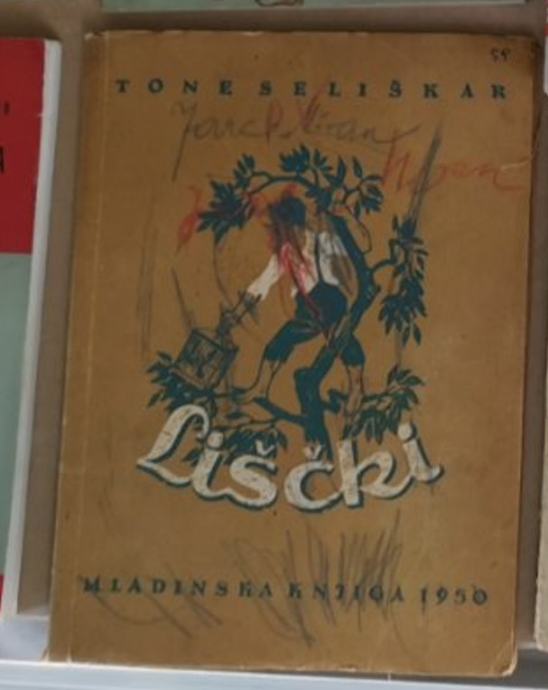 TONE SELIŠKAR
Liščki
MLADINSKA KNJIGA 1950